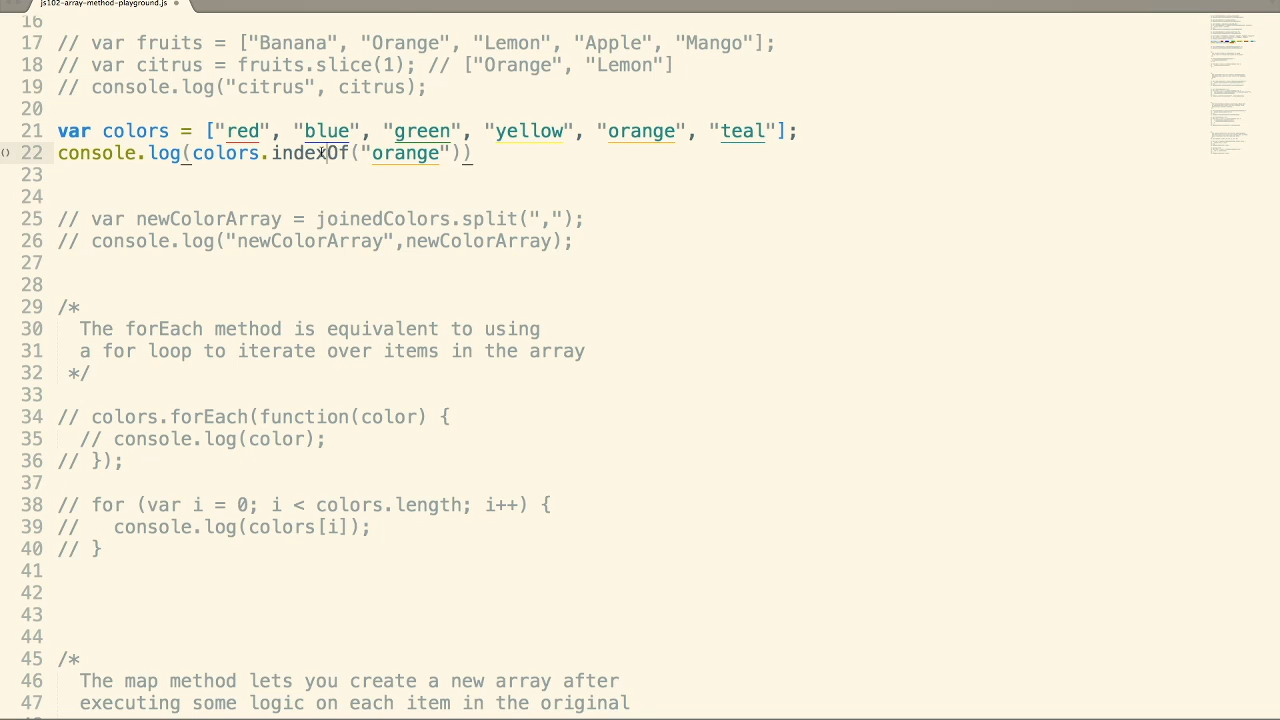 js102-array-method-playground.js
16
17 // var fruits = ["Banana", "Orange", "Lemon", "Apple", "Mango"];
18 // var citrus = fruits.slice(1); // ["Orange", "Lemon"]
19 // console.log("citrus", citrus);
20
21 var colors = ["red", "blue", "green", "yellow", "orange", "teal"];
22 console.log(colors.indexOf("orange"))
23
24
25 // var newColorArray = joinedColors.split(",");
26 // console.log("newColorArray",newColorArray);
27
28
29 /*
30 The forEach method is equivalent to using
31 a for loop to iterate over items in the array
32 */
33
34 // colors.forEach(function(color) {
35 // console.log(color);
36 // });
37
38 // for (var i = 0; i < colors.length; i++) {
39 // console.log(colors[i]);
40 // }
41
42
43
44
45 /*
46 The map method lets you create a new array after
47 executing some logic on each item in the original